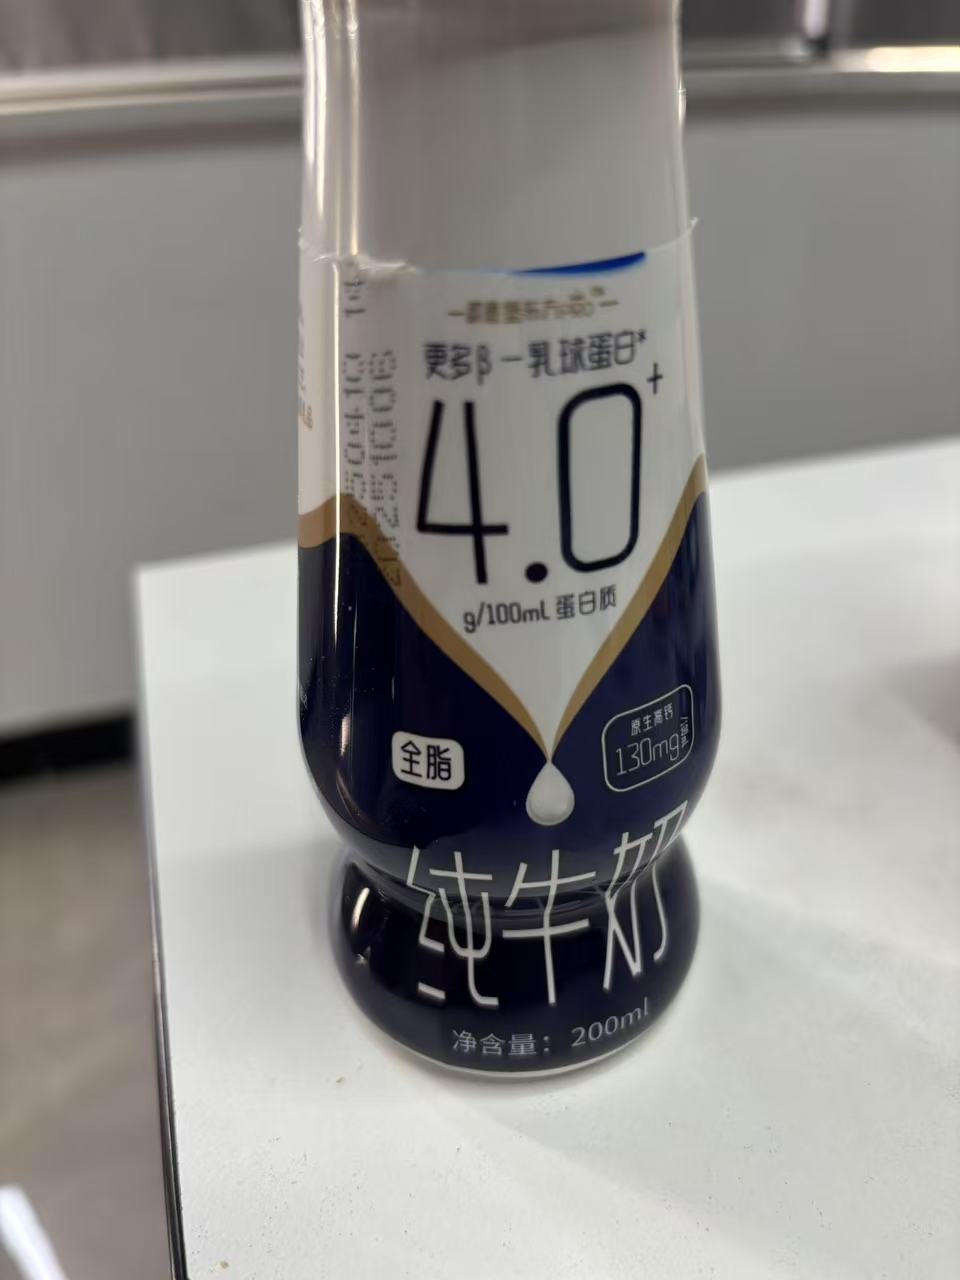 更多β-乳球蛋白*
4.0+
g/100mL 蛋白质
全脂
原生高钙
130mg/100mL
纯牛奶
净含量：200ml